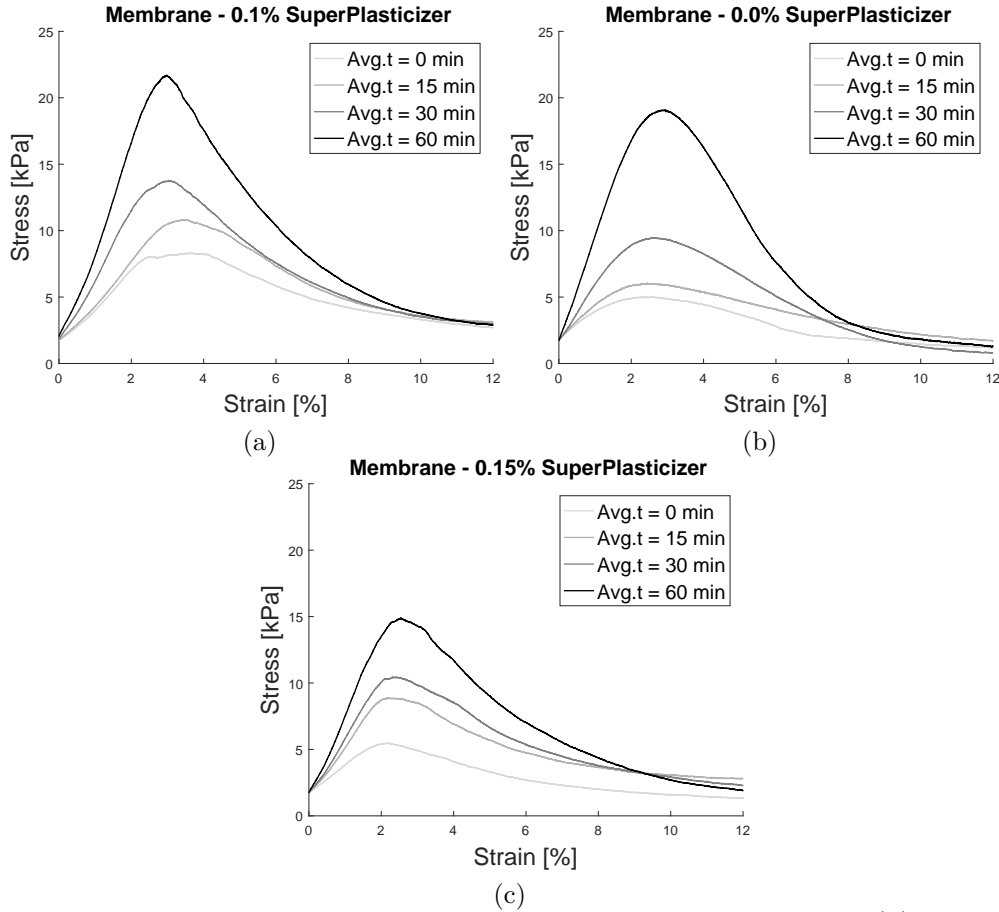 Membrane - 0.1% SuperPlasticizer
25
20
15
10
5
0
Stress [kPa]
Avg.t = 0 min
Avg.t = 15 min
Avg.t = 30 min
Avg.t = 60 min
0 2 4 6 8 10 12
Strain [%]
(a)
Membrane - 0.0% SuperPlasticizer
25
20
15
10
5
0
Stress [kPa]
Avg.t = 0 min
Avg.t = 15 min
Avg.t = 30 min
Avg.t = 60 min
0 2 4 6 8 10 12
Strain [%]
(b)
Membrane - 0.15% SuperPlasticizer
25
20
15
10
5
0
Stress [kPa]
Avg.t = 0 min
Avg.t = 15 min
Avg.t = 30 min
Avg.t = 60 min
0 2 4 6 8 10 12
Strain [%]
(c)